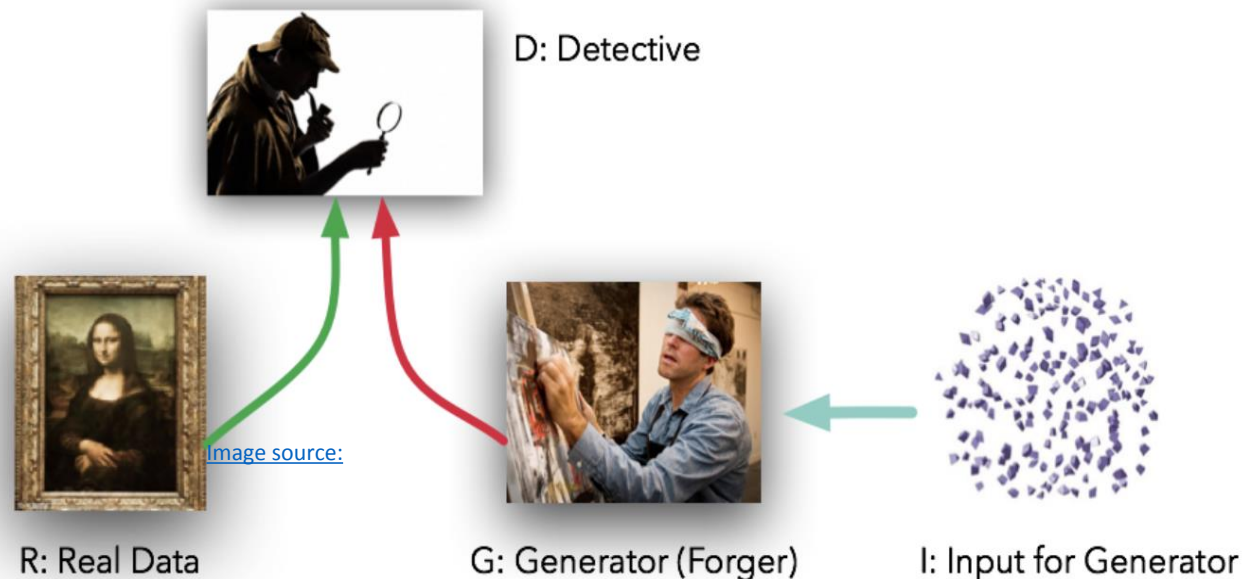 D: Detective
Image source:
R: Real Data
G: Generator (Forger)
I: Input for Generator